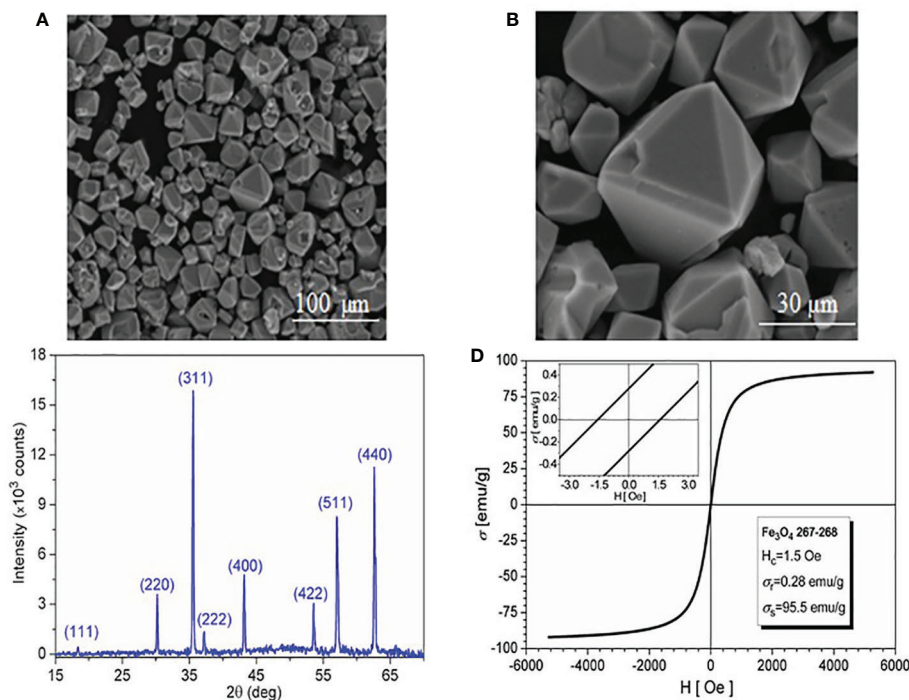 A
B
100 μm
30 μm
18
15
12
9
6
3
0
Intensity (×10³ counts)
(111)
(220)
(311)
(222)
(400)
(422)
(511)
(440)
15 25 35 45 55 65
2θ (deg)
D
100
75
50
25
0
-25
-50
-75
-100
σ [emu/g]
0.4
0.2
0.0
-0.2
-0.4
σ[ emu/g]
-3.0 -1.5 0 1.5 3.0
H[ Oe]
Fe₃O₄ 267-268
H_C=1.5 Oe
σ_r=0.28 emu/g
σ_s=95.5 emu/g
-6000 -4000 -2000 0 2000 4000 6000
H [ Oe]